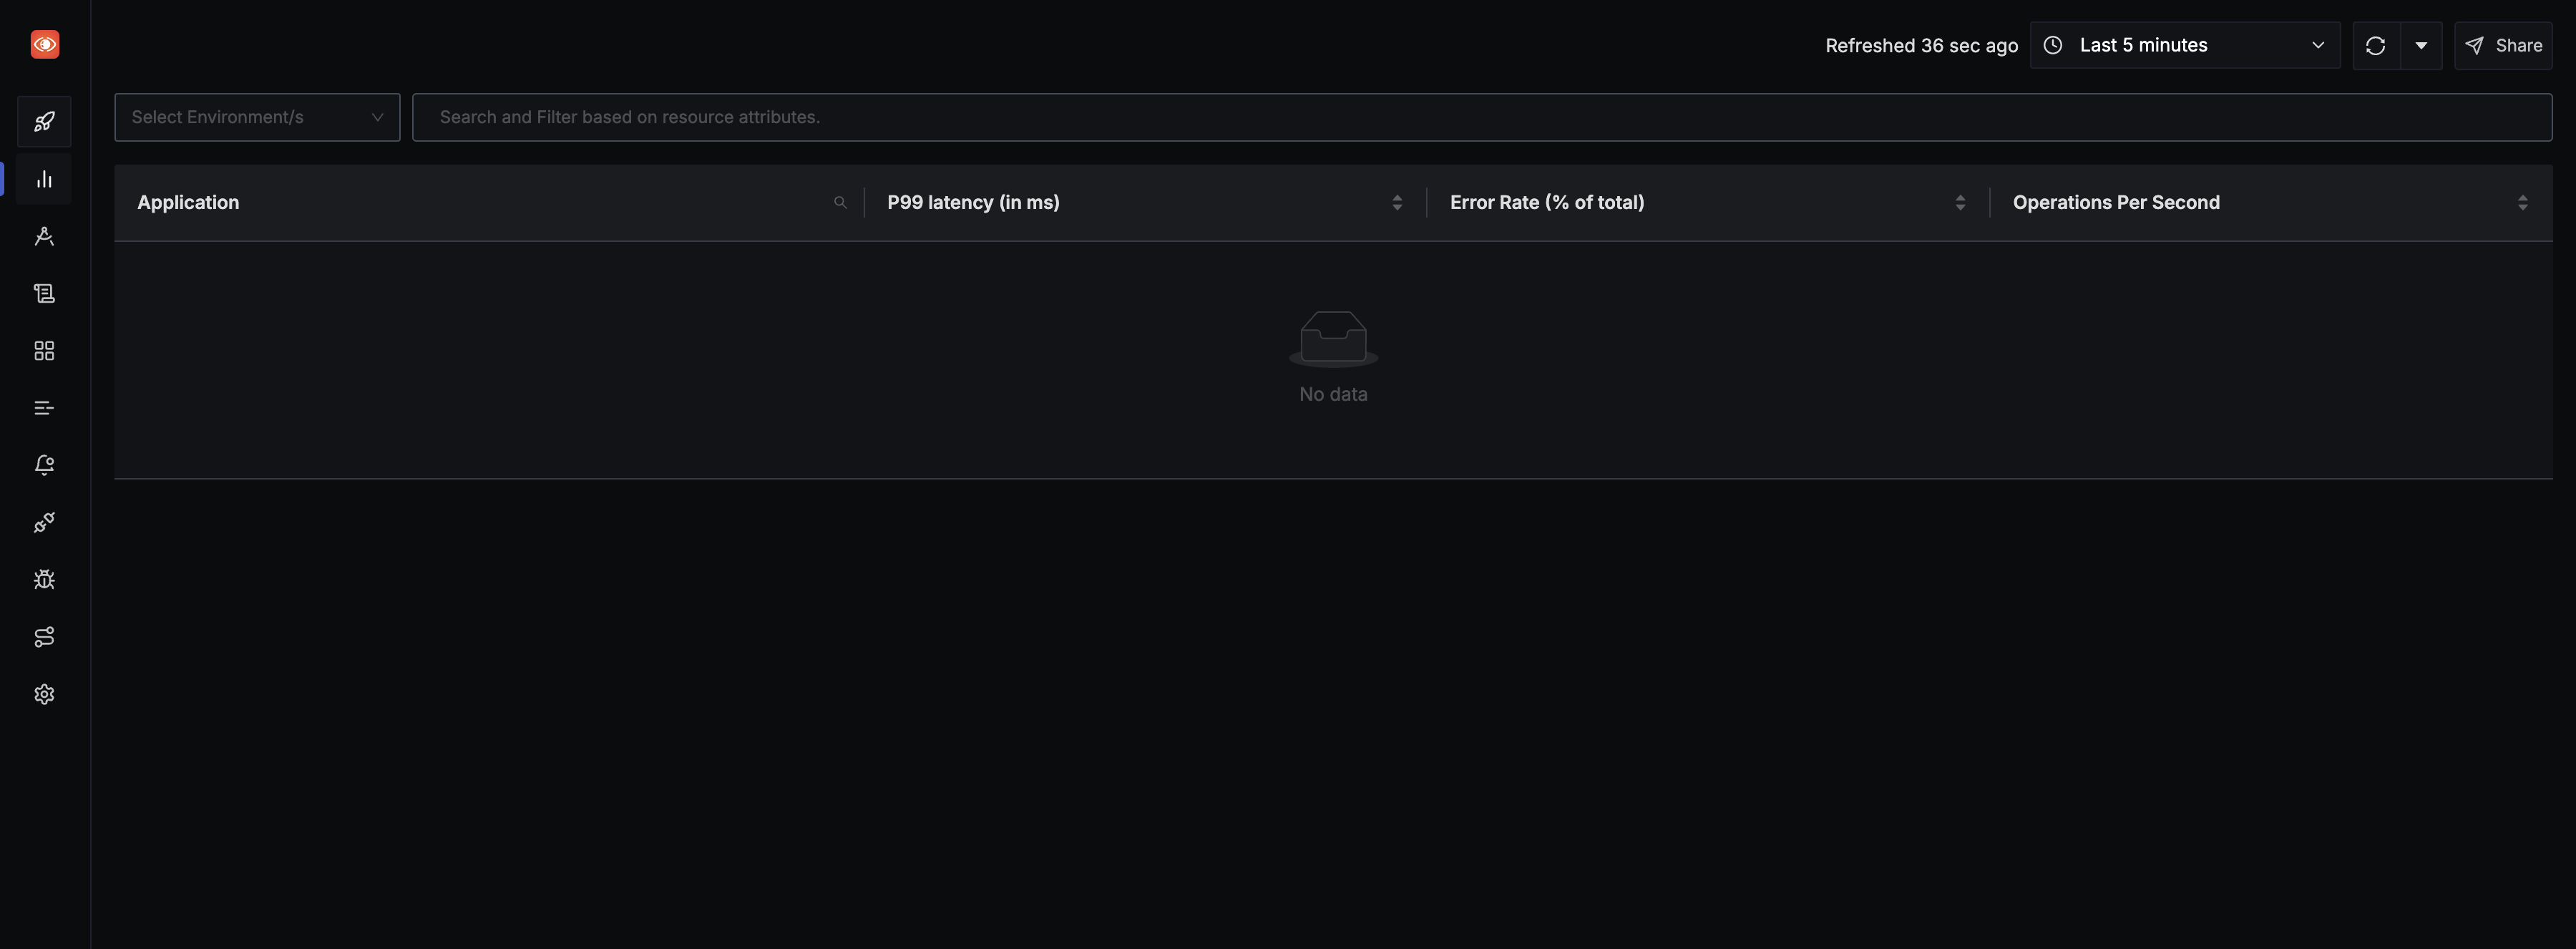 Refreshed 36 sec ago Last 5 minutes Share
Select Environment/s Search and Filter based on resource attributes.
Application P99 latency (in ms) Error Rate (% of total) Operations Per Second
No data